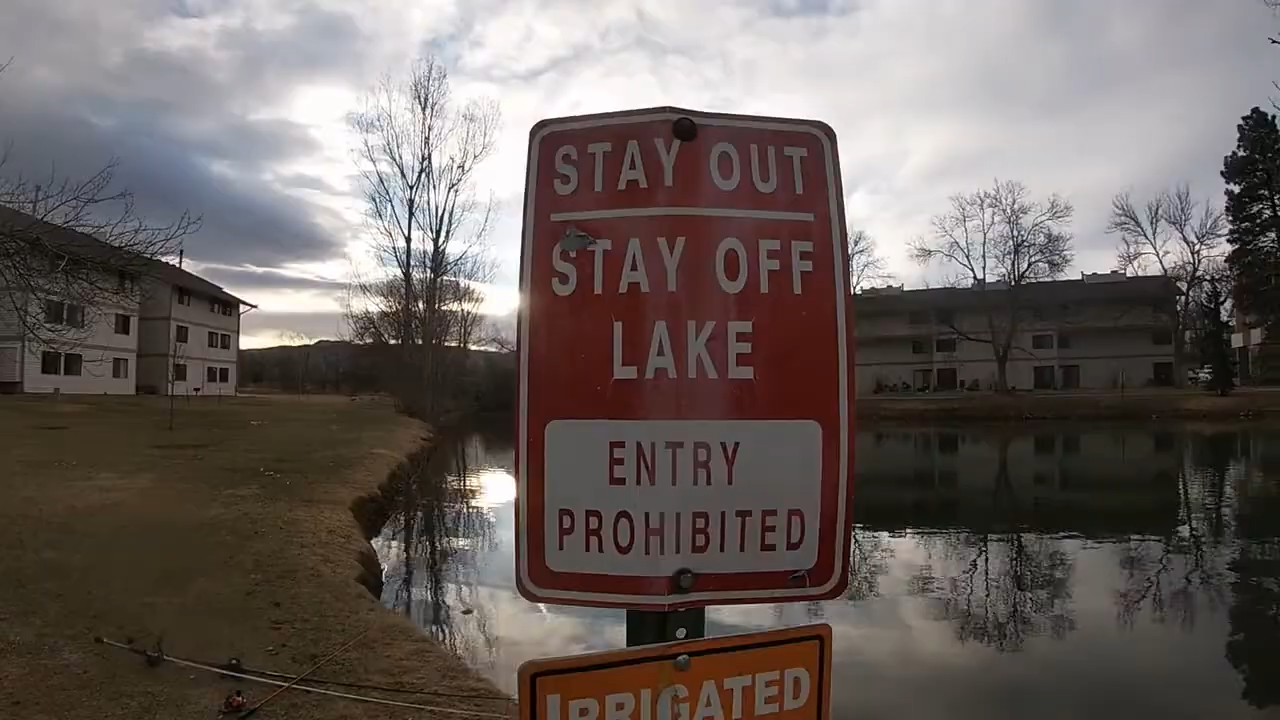 STAY OUT
STAY OFF
LAKE
ENTRY
PROHIBITED
IRRIGATED